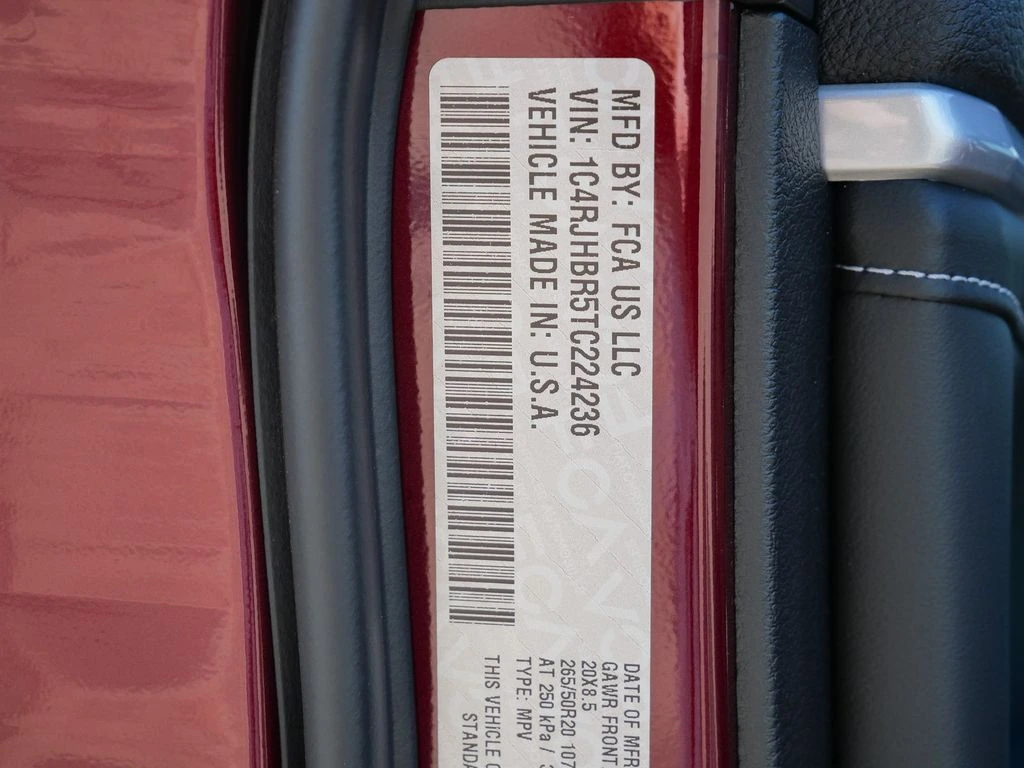 MFD BY: FCA US LLC
VIN: 1C4RJHBR5TC224236
VEHICLE MADE IN: U.S.A.
DATE OF MFR
GAWR FRONT
20X8.5
265/50R20 107
AT 250 kPa /
TYPE: MPV
THIS VEHICLE
STANDA